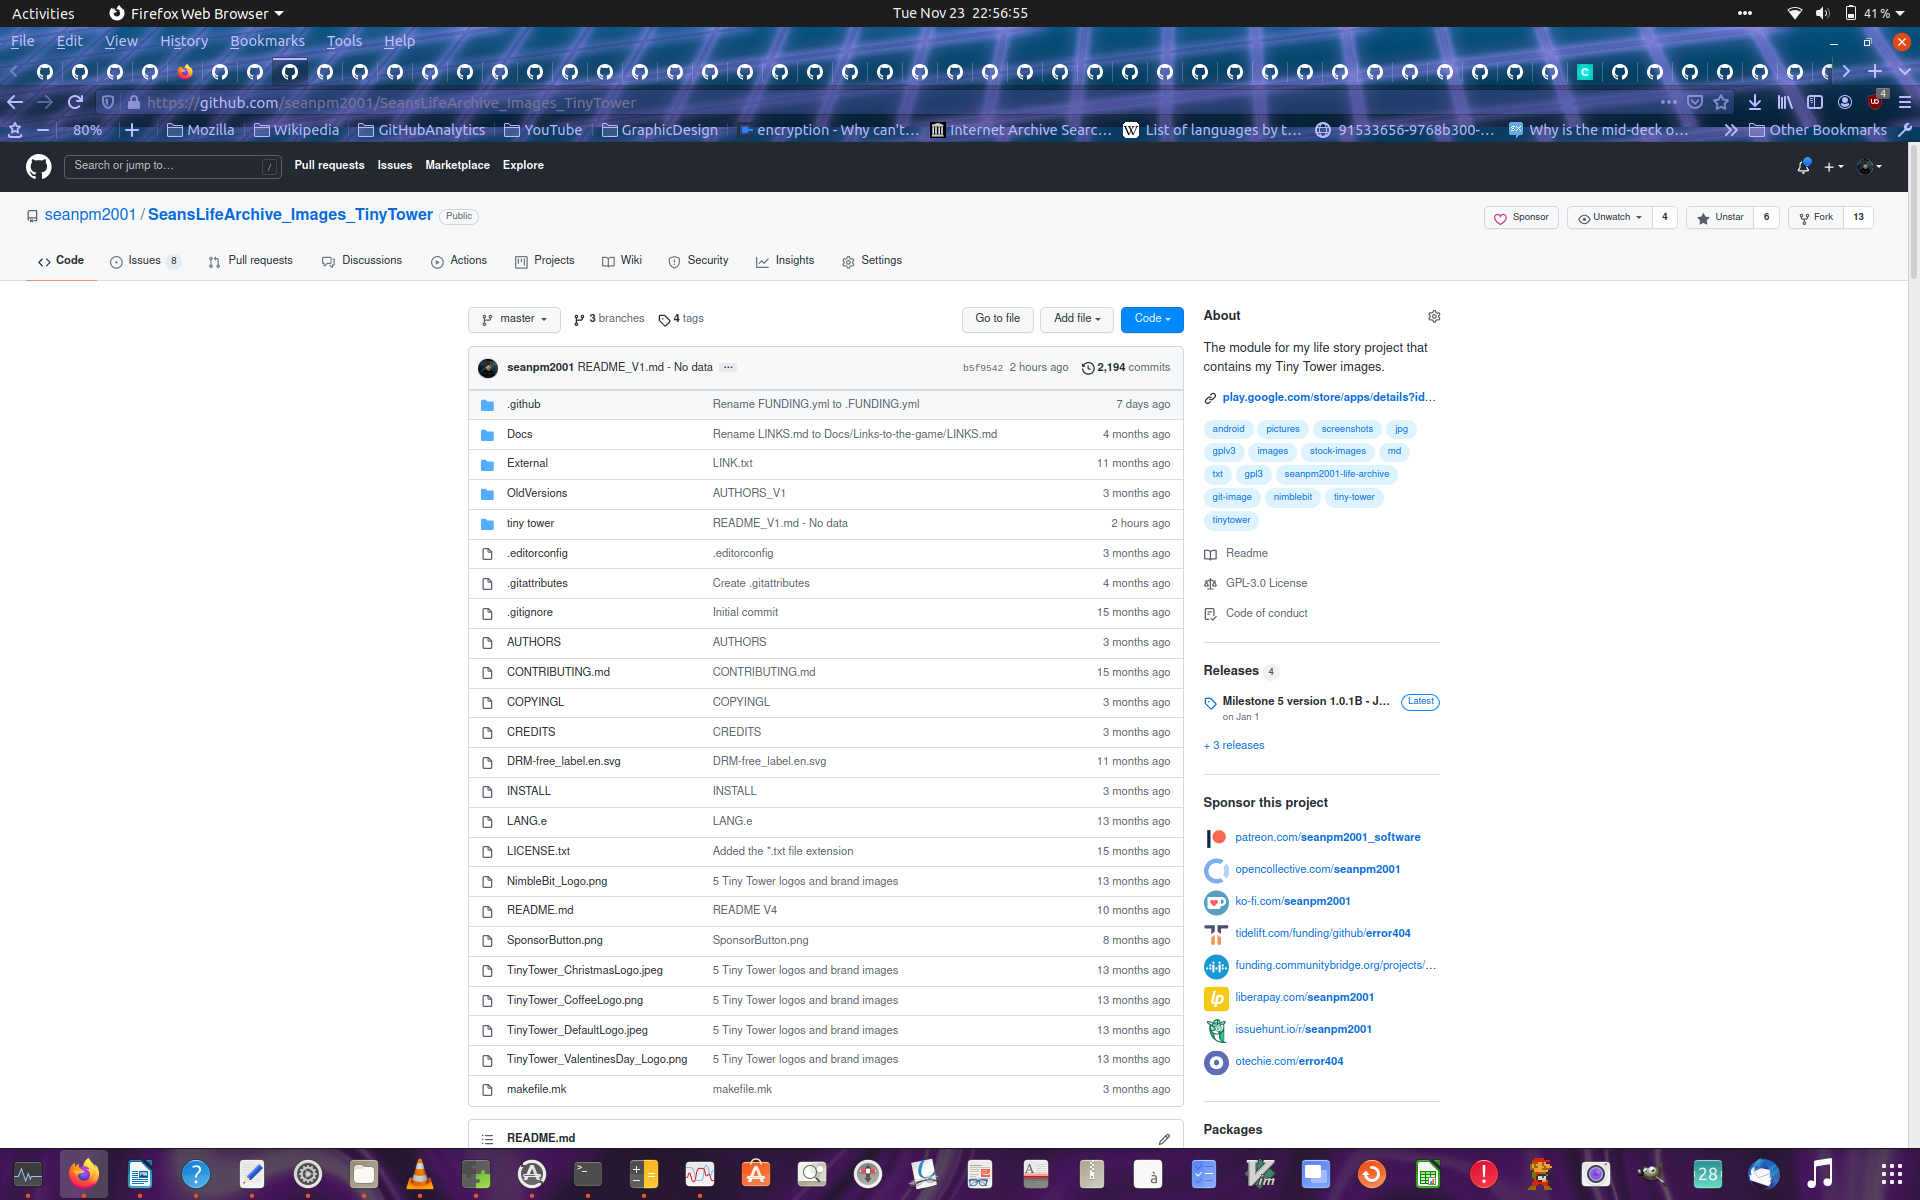 Activities Firefox Web Browser Tue Nov 23 22:56:55 41 %
File Edit View History Bookmarks Tools Help
https://github.com/seanpm2001/SeansLifeArchive_Images_TinyTower 4
80% Mozilla Wikipedia GitHubAnalytics YouTube GraphicDesign encryption - Why can't… Internet Archive Searc… List of languages by t… 91533656-9768b300-… Why is the mid-deck o… Other Bookmarks
Search or jump to… / Pull requests Issues Marketplace Explore
seanpm2001 / SeansLifeArchive_Images_TinyTower Public Sponsor Unwatch 4 Unstar 6 Fork 13
Code Issues 8 Pull requests Discussions Actions Projects Wiki Security Insights Settings
master 3 branches 4 tags Go to file Add file Code
seanpm2001 README_V1.md - No data ... b5f9542 2 hours ago 2,194 commits
.github Rename FUNDING.yml to .FUNDING.yml 7 days ago
Docs Rename LINKS.md to Docs/Links-to-the-game/LINKS.md 4 months ago
External LINK.txt 11 months ago
OldVersions AUTHORS_V1 3 months ago
tiny tower README_V1.md - No data 2 hours ago
.editorconfig .editorconfig 3 months ago
.gitattributes Create .gitattributes 4 months ago
.gitignore Initial commit 15 months ago
AUTHORS AUTHORS 3 months ago
CONTRIBUTING.md CONTRIBUTING.md 15 months ago
COPYINGL COPYINGL 3 months ago
CREDITS CREDITS 3 months ago
DRM-free_label.en.svg DRM-free_label.en.svg 11 months ago
INSTALL INSTALL 3 months ago
LANG.e LANG.e 13 months ago
LICENSE.txt Added the *.txt file extension 15 months ago
NimbleBit_Logo.png 5 Tiny Tower logos and brand images 13 months ago
README.md README V4 10 months ago
SponsorButton.png SponsorButton.png 8 months ago
TinyTower_ChristmasLogo.jpeg 5 Tiny Tower logos and brand images 13 months ago
TinyTower_CoffeeLogo.png 5 Tiny Tower logos and brand images 13 months ago
TinyTower_DefaultLogo.jpeg 5 Tiny Tower logos and brand images 13 months ago
TinyTower_ValentinesDay_Logo.png 5 Tiny Tower logos and brand images 13 months ago
makefile.mk makefile.mk 3 months ago
README.md
About
The module for my life story project that
contains my Tiny Tower images.
play.google.com/store/apps/details?id…
android pictures screenshots jpg
gplv3 images stock-images md
txt gpl3 seanpm2001-life-archive
git-image nimblebit tiny-tower
tinytower
Readme
GPL-3.0 License
Code of conduct
Releases 4
Milestone 5 version 1.0.1B - J… Latest
on Jan 1
+ 3 releases
Sponsor this project
patreon.com/seanpm2001_software
opencollective.com/seanpm2001
ko-fi.com/seanpm2001
tidelift.com/funding/github/error404
funding.communitybridge.org/projects/…
liberapay.com/seanpm2001
issuehunt.io/r/seanpm2001
otechie.com/error404
Packages
28